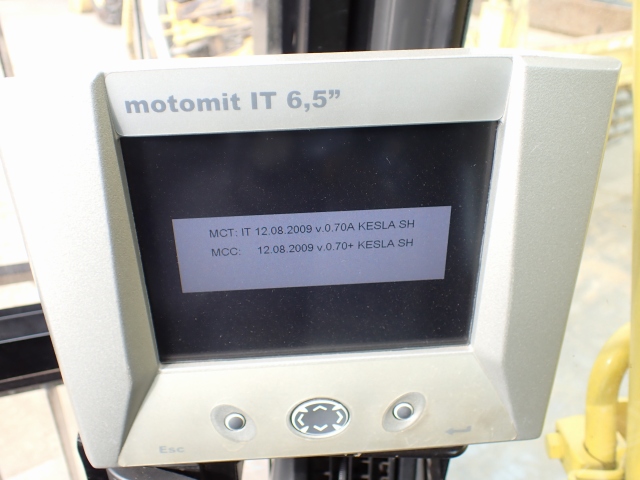 motomit IT 6,5”
MCT: IT 12.08.2009 v.0.70A KESLA SH
MCC: 12.08.2009 v.0.70+ KESLA SH
Esc